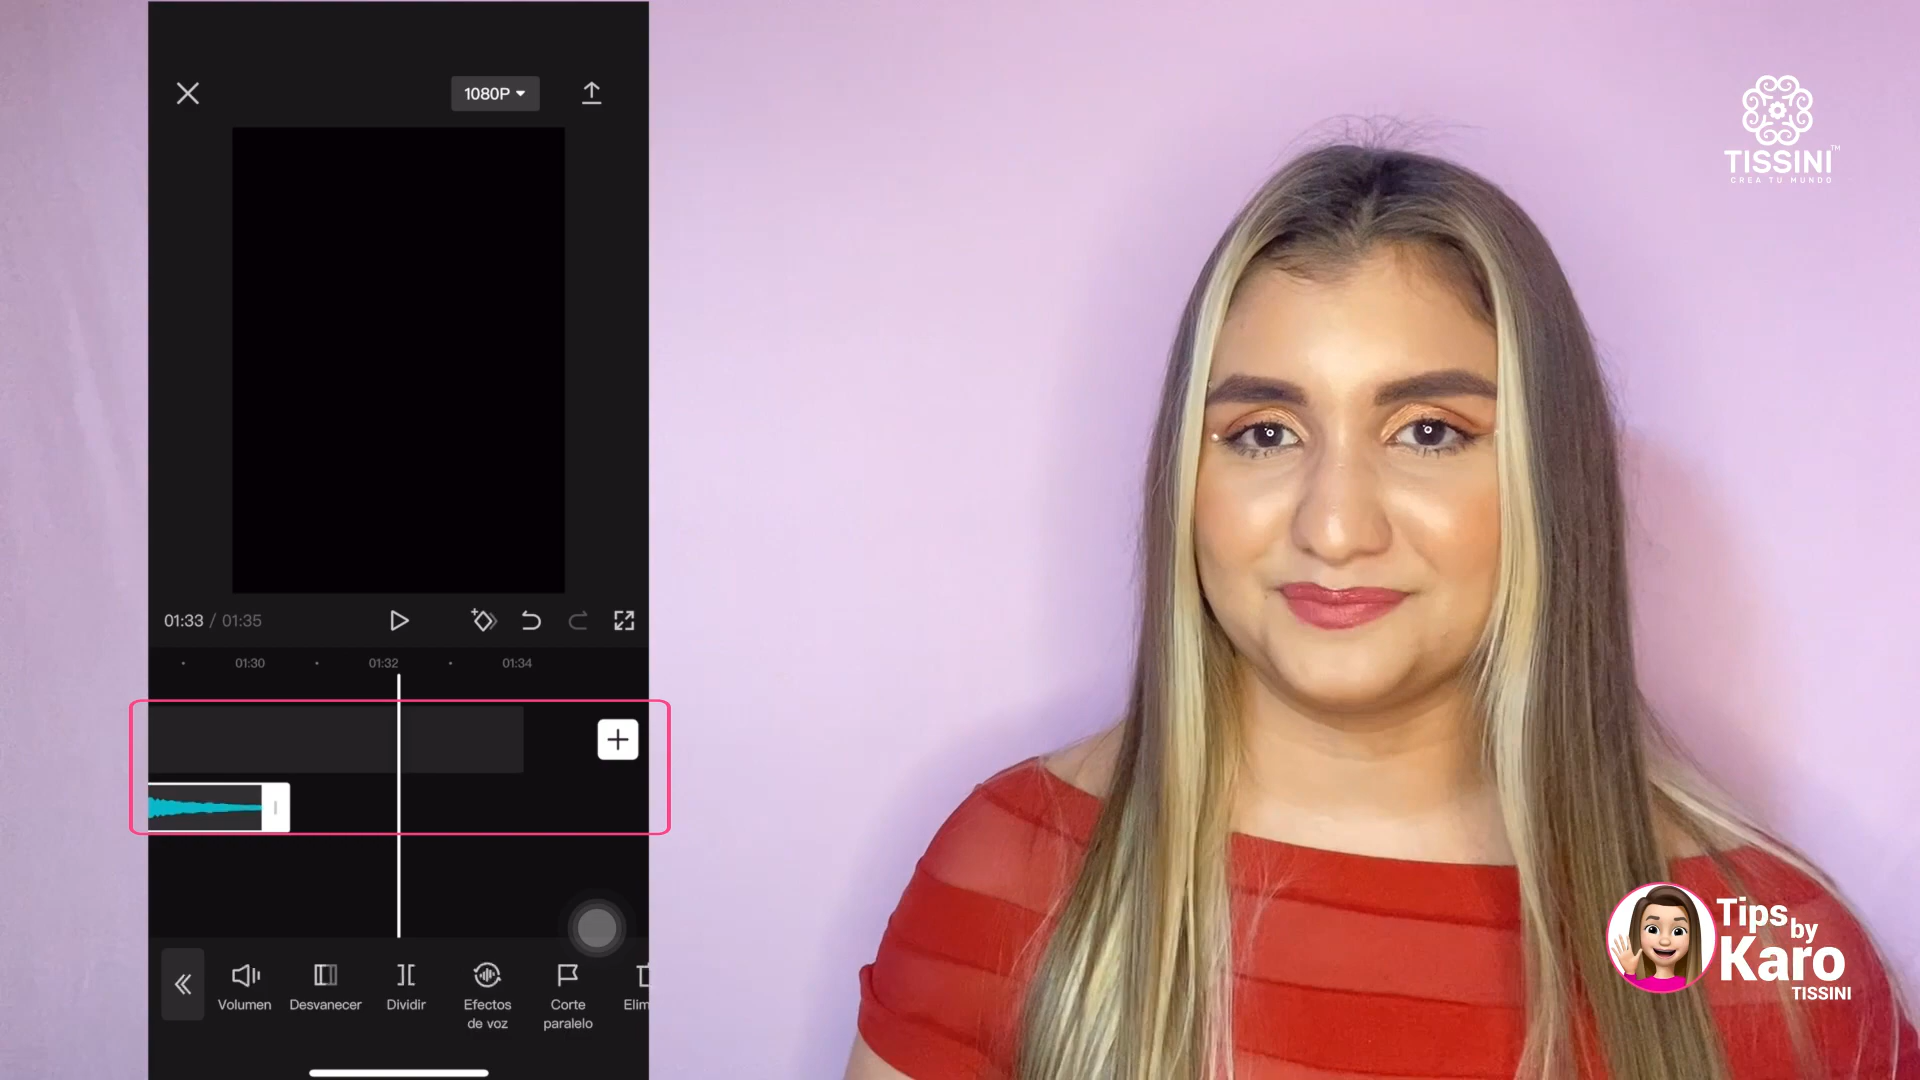 1080P
TISSINI™
CREA TU MUNDO
01:33 / 01:35
01:30
01:32
01:34
Volumen
Desvanecer
Dividir
Efectos
de voz
Corte
paralelo
Elim
Tips by
Karo
TISSINI